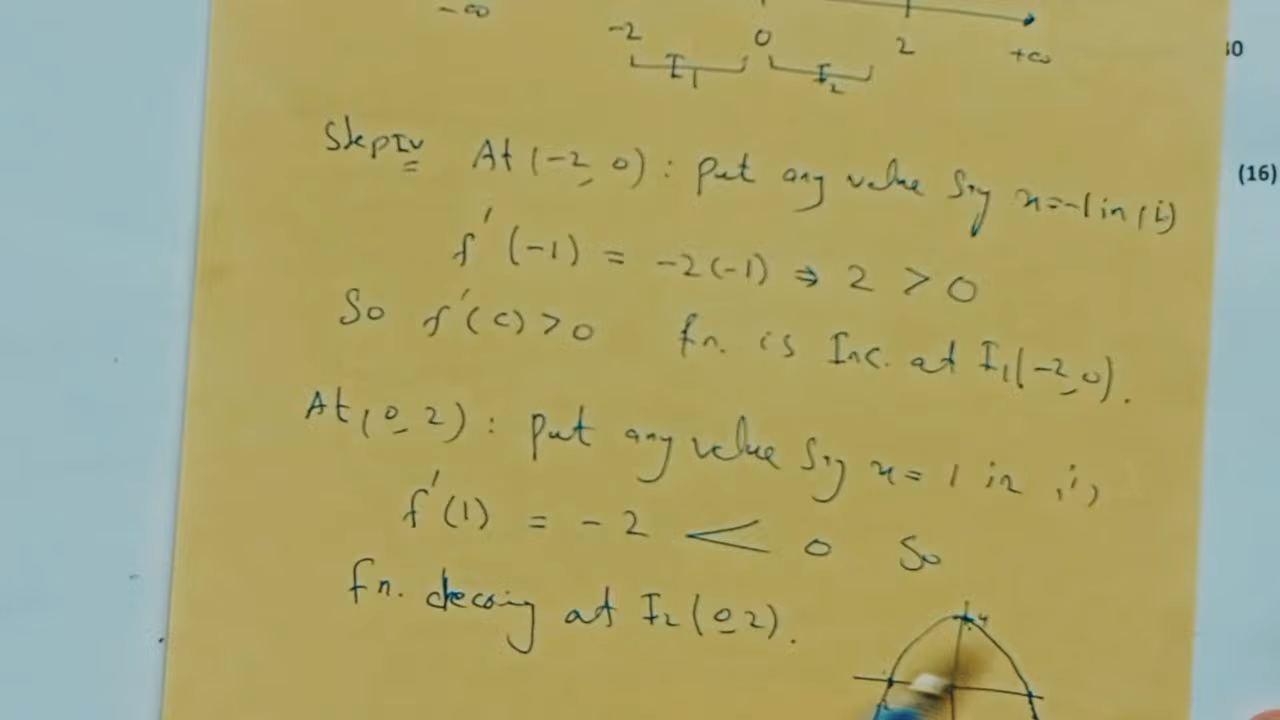 -∞ -2 0 2 +∞
I₁ I₂
Step IV At (-2, 0) : put any value say x=-1 in (i)
f'(-1) = -2(-1) ⇒ 2 > 0
So f'(c) > 0 fn. is Inc. at I₁(-2, 0).
At (0, 2) : put any value say x = 1 in (i)
f'(1) = -2 < 0 So
fn. at I₂(0, 2).
4
(16)